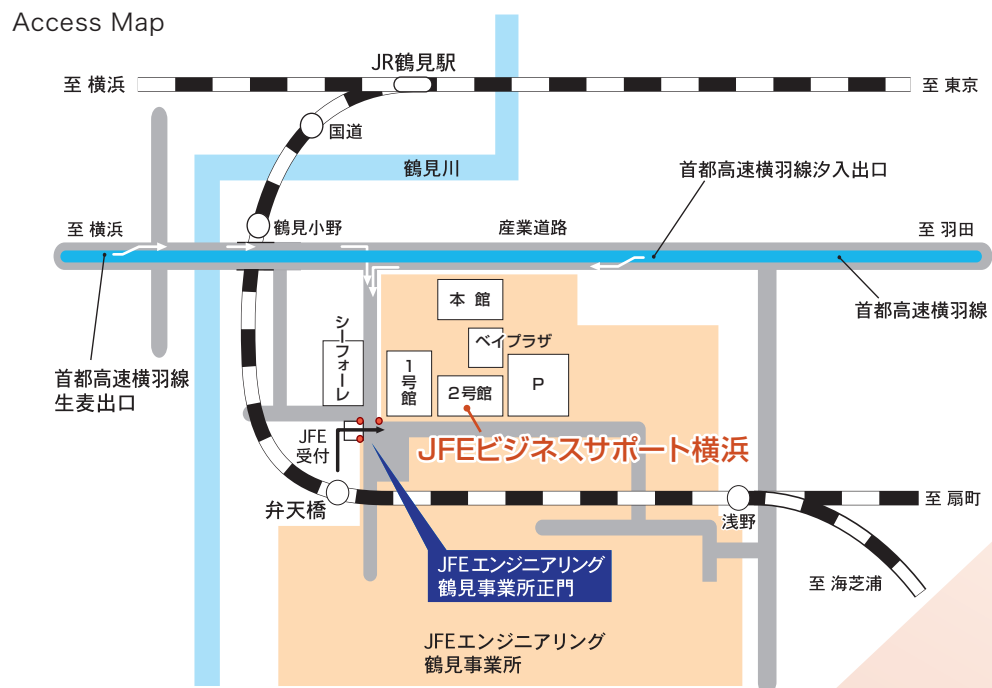 Access Map
JR鶴見駅
至 横浜
至 東京
国道
鶴見川
首都高速横羽線汐入出口
至 横浜
鶴見小野
産業道路
至 羽田
本 館
首都高速横羽線
シーフォーレ
ベイプラザ
1号館
2号館
P
首都高速横羽線
生麦出口
JFE
受付
JFEビジネスサポート横浜
弁天橋
浅野
至 扇町
JFEエンジニアリング
鶴見事業所正門
至 海芝浦
JFEエンジニアリング
鶴見事業所